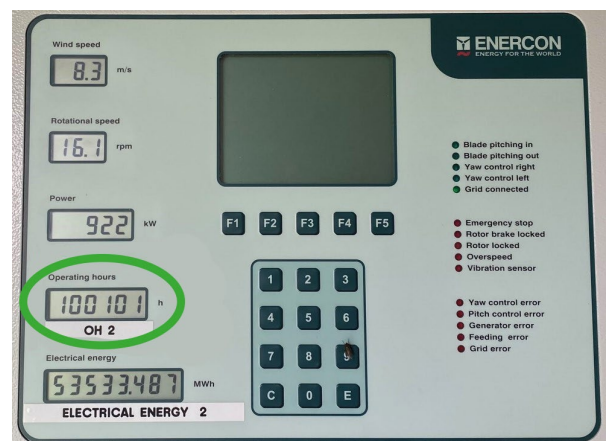 Wind speed
8.3 m/s
Rotational speed
16.1 rpm
Power
922 kW
Operating hours
100101 h
OH 2
Electrical energy
53533.487 MWh
ELECTRICAL ENERGY 2
F1 F2 F3 F4 F5
1 2 3
4 5 6
7 8 9
C 0 E
ENERCON
ENERGY FOR THE WORLD
Blade pitching in
Blade pitching out
Yaw control right
Yaw control left
Grid connected
Emergency stop
Rotor brake locked
Rotor locked
Overspeed
Vibration sensor
Yaw control error
Pitch control error
Generator error
Feeding error
Grid error